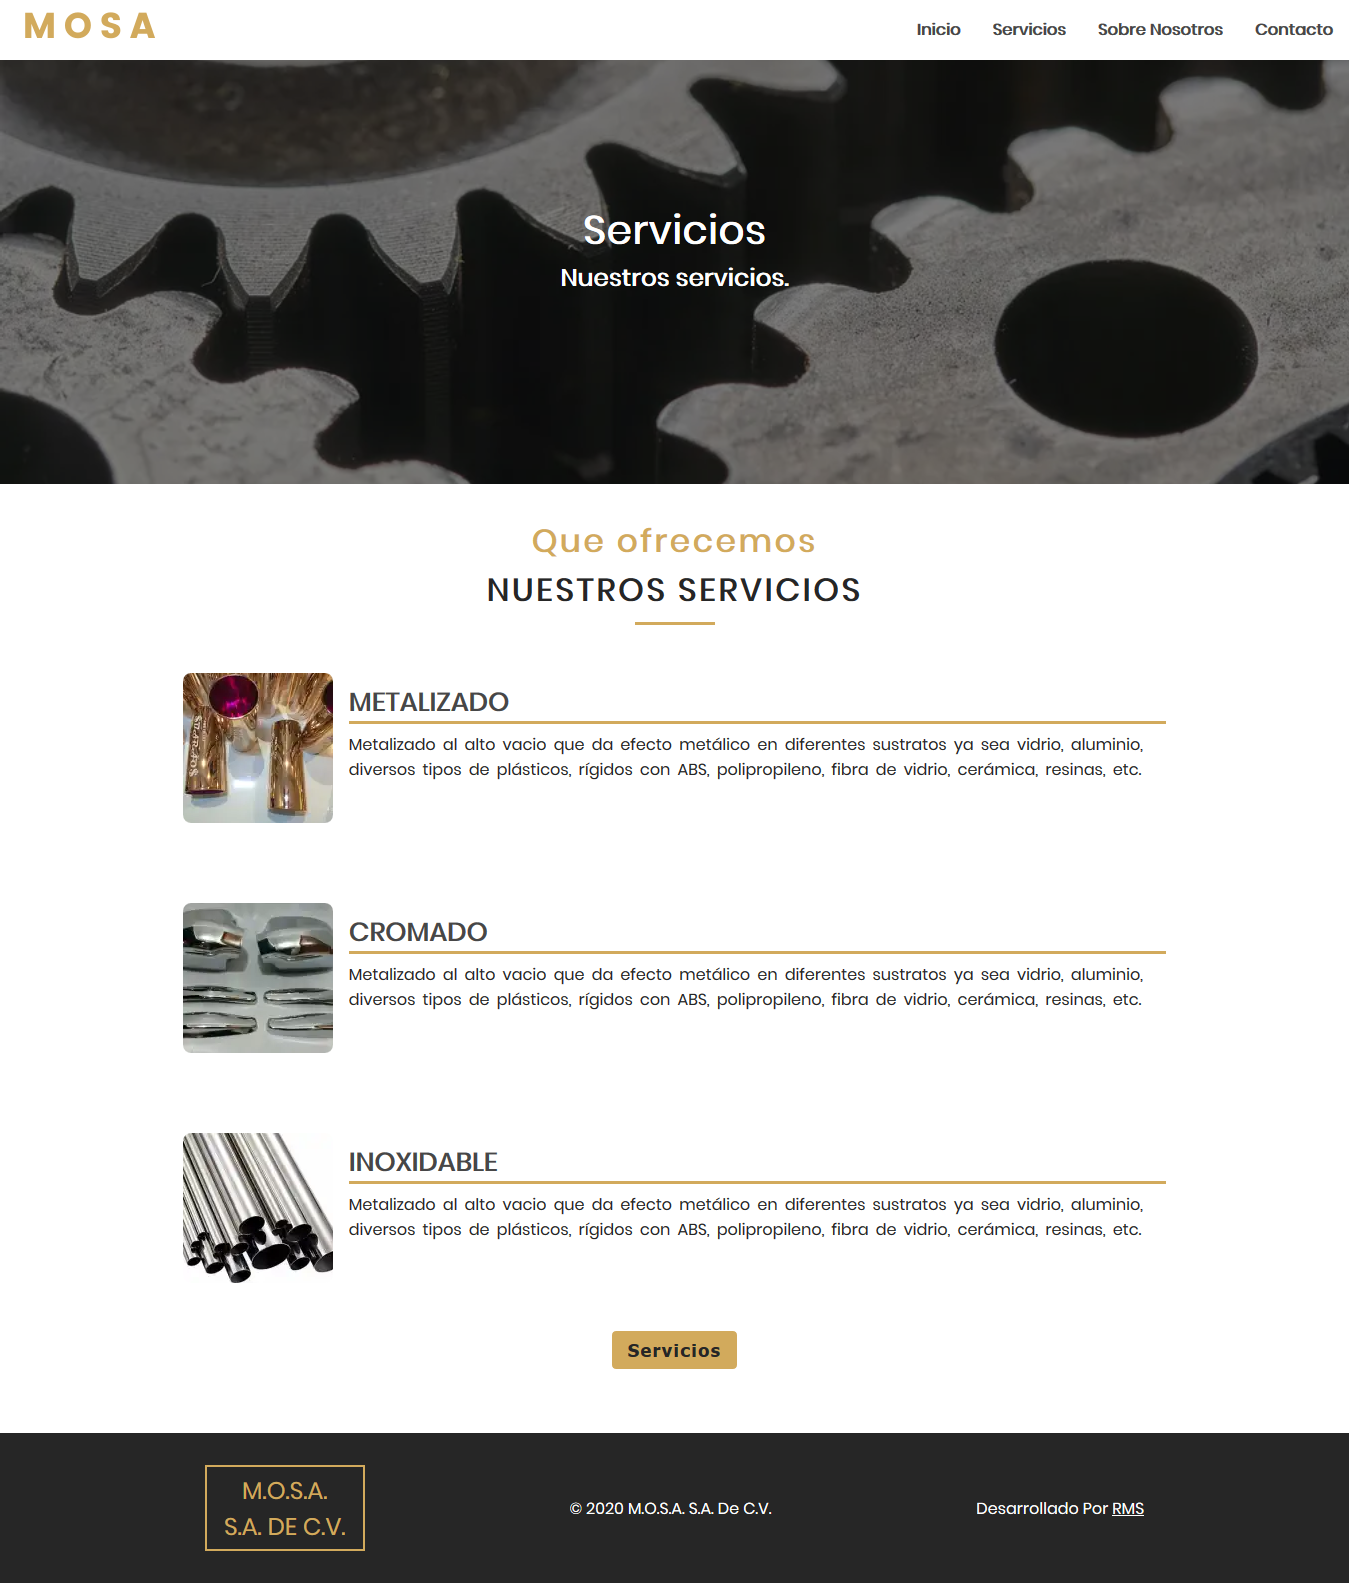 MOSA
Inicio Servicios Sobre Nosotros Contacto
Servicios
Nuestros servicios.
Que ofrecemos
NUESTROS SERVICIOS
METALIZADO
Metalizado al alto vacio que da efecto metálico en diferentes sustratos ya sea vidrio, aluminio,
diversos tipos de plásticos, rígidos con ABS, polipropileno, fibra de vidrio, cerámica, resinas, etc.
CROMADO
Metalizado al alto vacio que da efecto metálico en diferentes sustratos ya sea vidrio, aluminio,
diversos tipos de plásticos, rígidos con ABS, polipropileno, fibra de vidrio, cerámica, resinas, etc.
INOXIDABLE
Metalizado al alto vacio que da efecto metálico en diferentes sustratos ya sea vidrio, aluminio,
diversos tipos de plásticos, rígidos con ABS, polipropileno, fibra de vidrio, cerámica, resinas, etc.
Servicios
M.O.S.A.
S.A. DE C.V.
© 2020 M.O.S.A. S.A. De C.V.
Desarrollado Por RMS